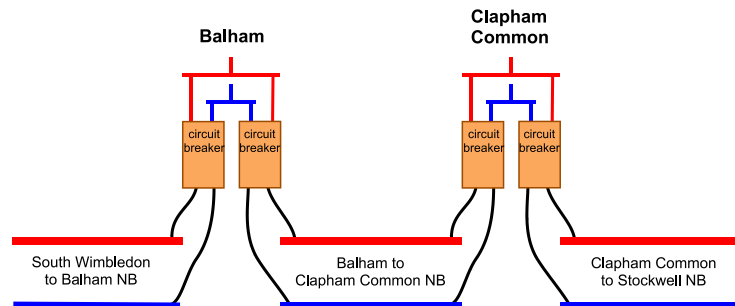 Balham
Clapham
Common
circuit
breaker
circuit
breaker
circuit
breaker
circuit
breaker
South Wimbledon
to Balham NB
Balham to
Clapham Common NB
Clapham Common
to Stockwell NB